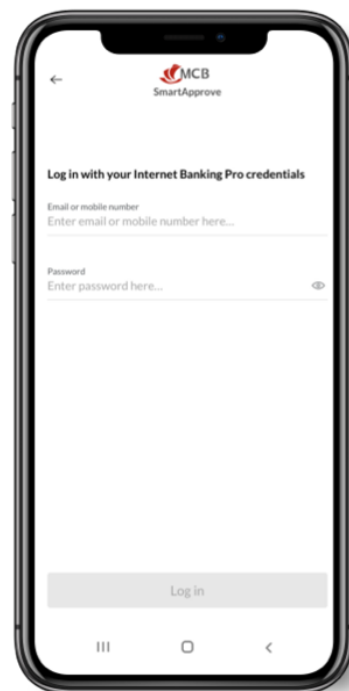 MCB
SmartApprove
Log in with your Internet Banking Pro credentials
Email or mobile number
Enter email or mobile number here...
Password
Enter password here...
Log in